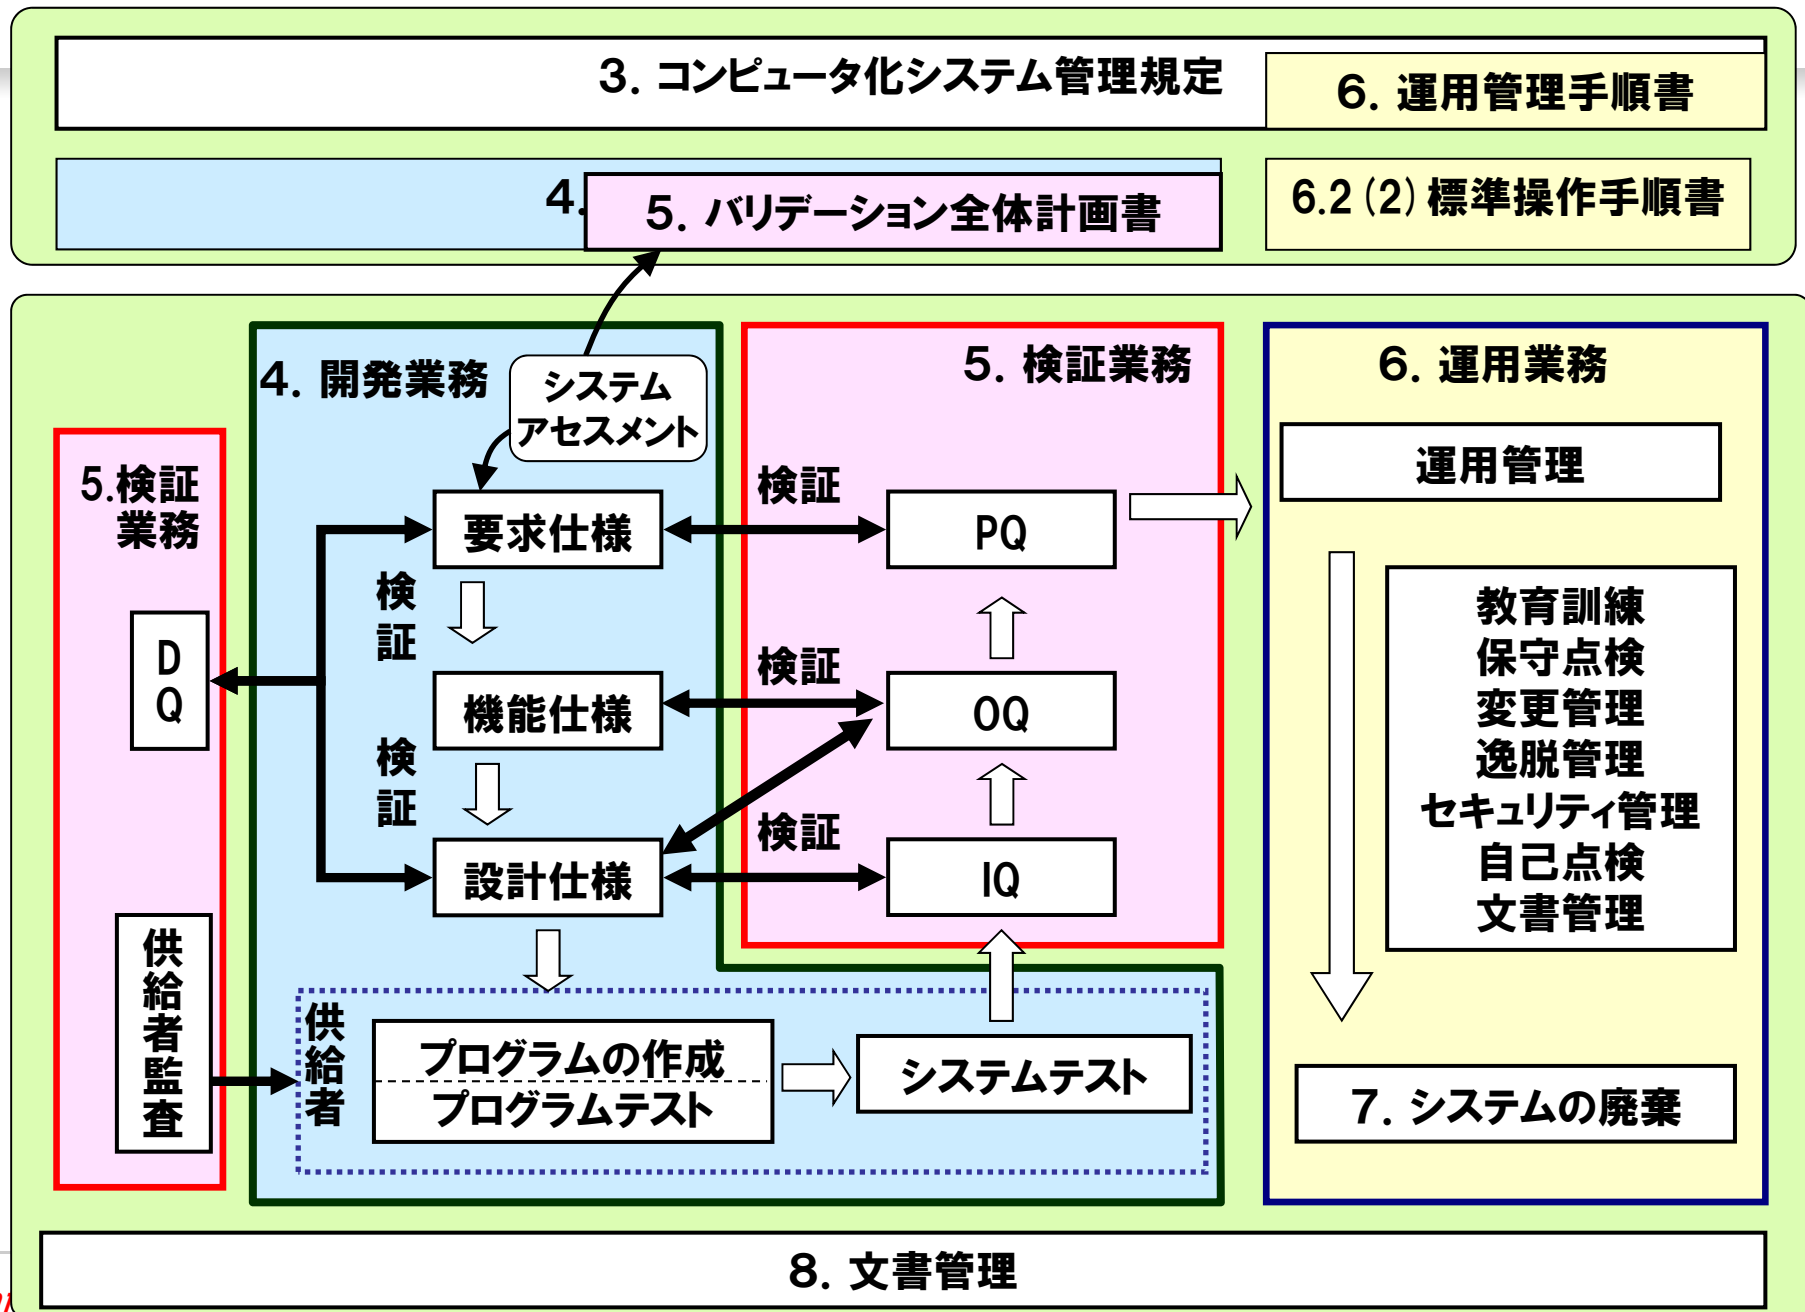 ３．コンピュータ化システム管理規定
６．運用管理手順書
４．
５．バリデーション全体計画書
6.2(2)標準操作手順書
４．開発業務
システム
アセスメント
５．検証業務
６．運用業務
5.検証
業務
要求仕様
検証
PQ
運用管理
検
証
D
Q
機能仕様
検証
OQ
教育訓練
保守点検
変更管理
逸脱管理
セキュリティ管理
自己点検
文書管理
検
証
設計仕様
検証
IQ
供
給
者
監
査
供
給
者
プログラムの作成
プログラムテスト
システムテスト
７．システムの廃棄
８．文書管理